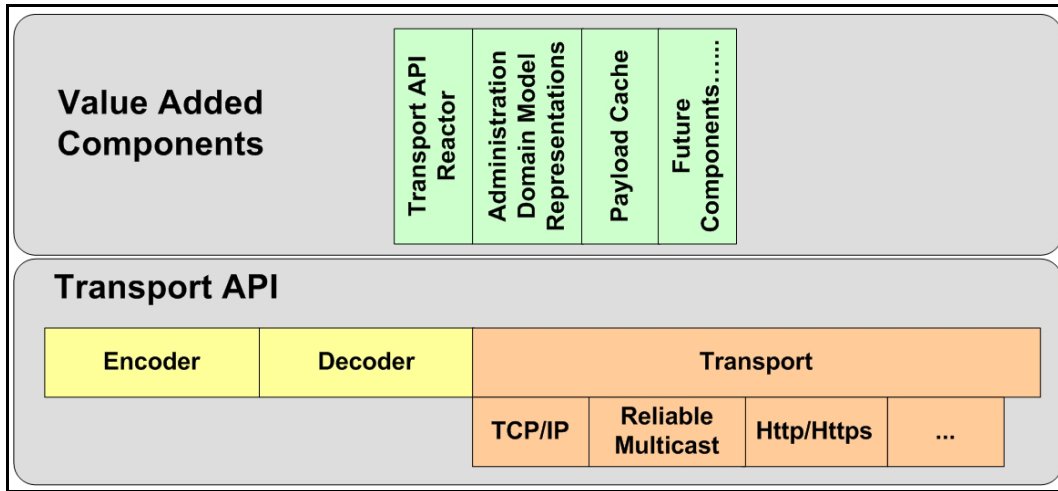 Value Added
Components
Transport API
Reactor
Administration
Domain Model
Representations
Payload Cache
Future
Components......
Transport API
Encoder
Decoder
Transport
TCP/IP
Reliable
Multicast
Http/Https
...